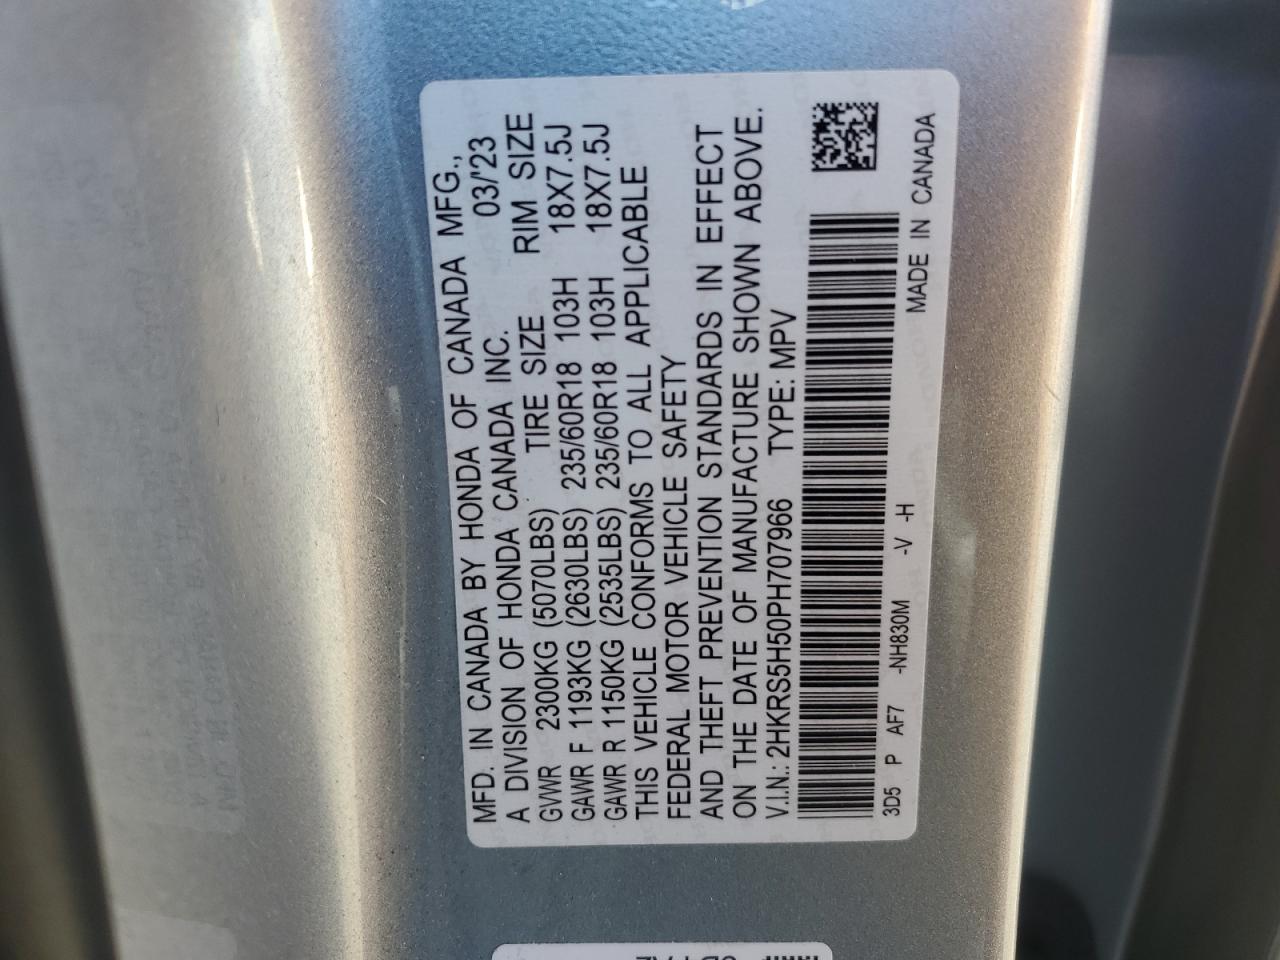 MFD. IN CANADA BY HONDA OF CANADA MFG.,
A DIVISION OF HONDA CANADA INC. 03/'23
GVWR 2300KG (5070LBS) TIRE SIZE RIM SIZE
GAWR F 1193KG (2630LBS) 235/60R18 103H 18X7.5J
GAWR R 1150KG (2535LBS) 235/60R18 103H 18X7.5J
THIS VEHICLE CONFORMS TO ALL APPLICABLE
FEDERAL MOTOR VEHICLE SAFETY
AND THEFT PREVENTION STANDARDS IN EFFECT
ON THE DATE OF MANUFACTURE SHOWN ABOVE.
V.I.N.: 2HKRS5H50PH707966 TYPE: MPV
3D5 P AF7 -NH830M -V -H
MADE IN CANADA